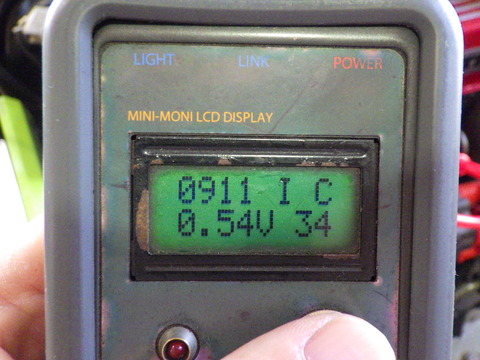 LIGHT LINK POWER
MINI-MONI LCD DISPLAY
0911 I C
0.54V 34